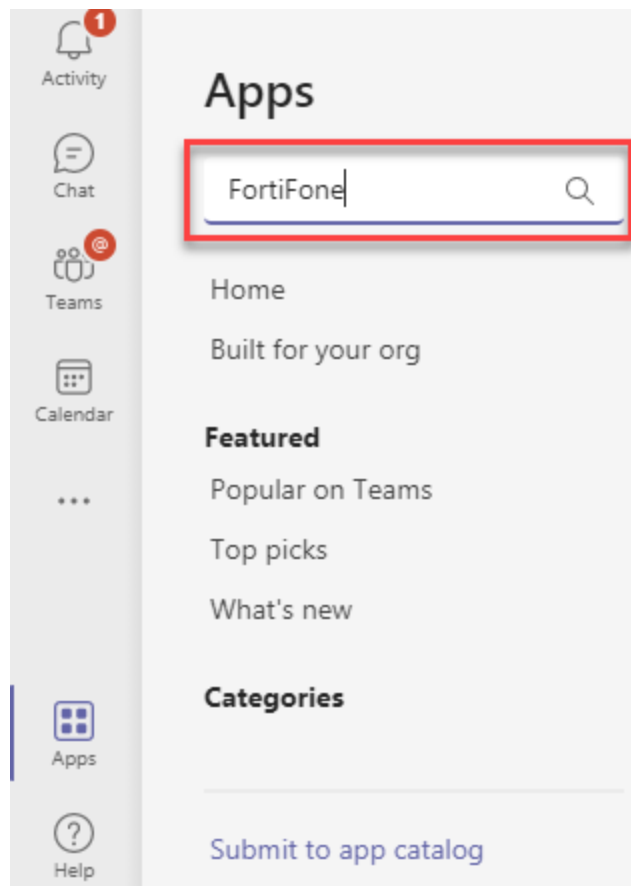 1
Activity
Chat
@
Teams
Calendar
...
Apps
Help
Apps
FortiFone
Home
Built for your org
Featured
Popular on Teams
Top picks
What's new
Categories
Submit to app catalog